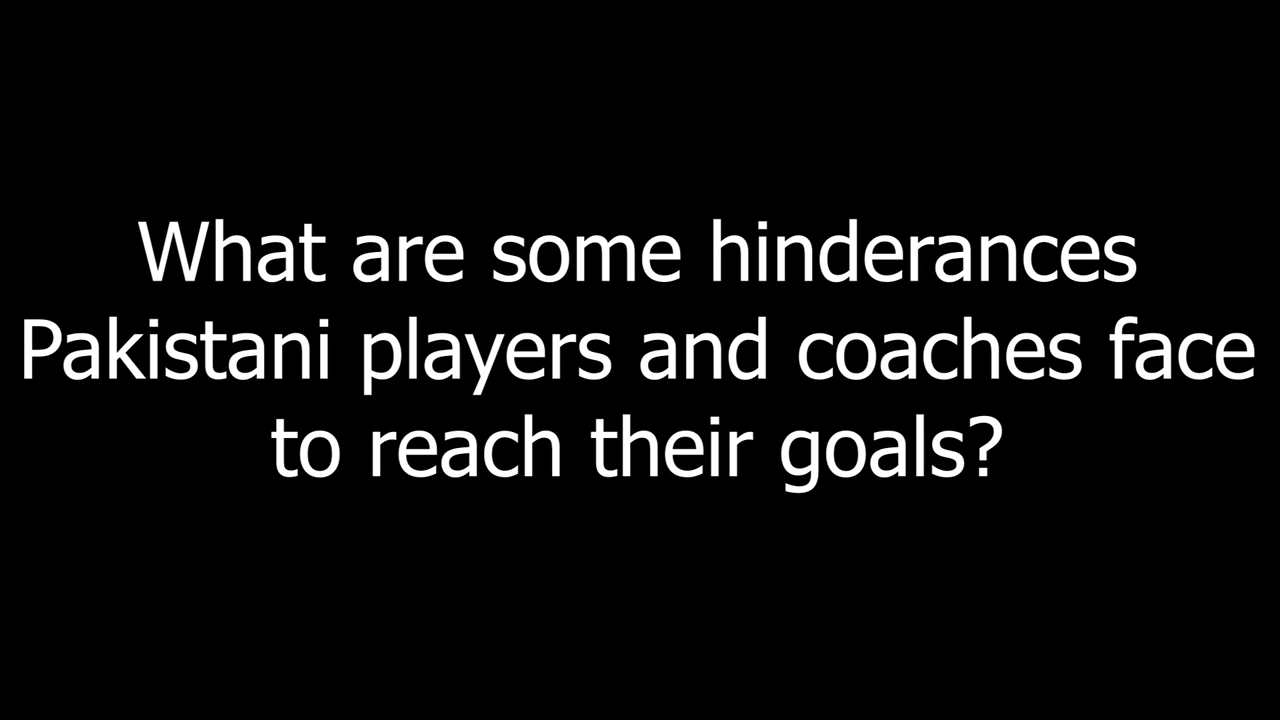 What are some hinderances
Pakistani players and coaches face
to reach their goals?